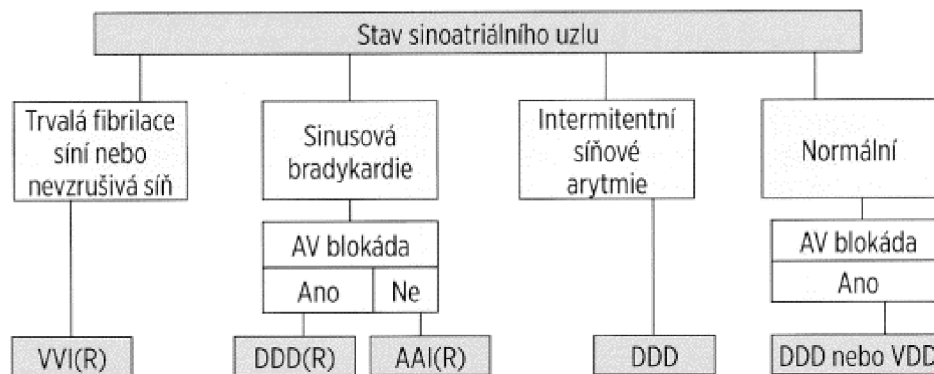 Stav sinoatriálního uzlu
Trvalá fibrilace
síní nebo
nevzrušivá síň
Sinusová
bradykardie
Intermitentní
síňové
arytmie
Normální
AV blokáda
Ano
Ne
AV blokáda
Ano
VVI(R)
DDD(R)
AAI(R)
DDD
DDD nebo VDD